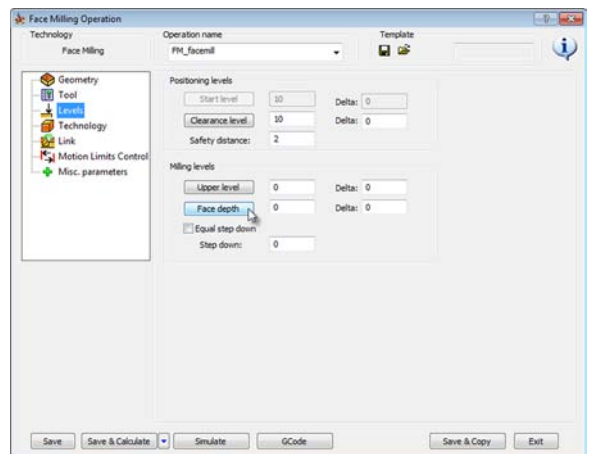 Face Milling Operation
Technology
Face Milling
Operation name
FM_facemill
Template
Geometry
Tool
Levels
Technology
Link
Motion Limits Control
Misc. parameters
Positioning levels
Start level 10 Delta: 0
Clearance level 10 Delta: 0
Safety distance: 2
Milling levels
Upper level 0 Delta: 0
Face depth 0 Delta: 0
Equal step down
Step down: 0
Save Save & Calculate Simulate GCode Save & Copy Exit